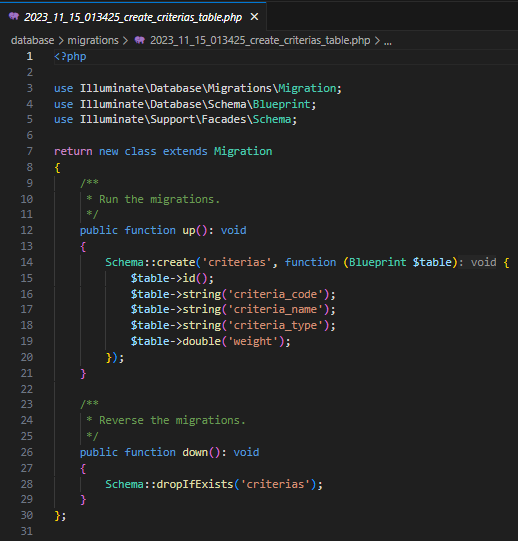 2023_11_15_013425_create_criterias_table.php ×
database > migrations > 2023_11_15_013425_create_criterias_table.php > ...
1 <?php
2
3 use Illuminate\Database\Migrations\Migration;
4 use Illuminate\Database\Schema\Blueprint;
5 use Illuminate\Support\Facades\Schema;
6
7 return new class extends Migration
8 {
9     /**
10      * Run the migrations.
11      */
12     public function up(): void
13     {
14         Schema::create('criterias', function (Blueprint $table): void {
15             $table->id();
16             $table->string('criteria_code');
17             $table->string('criteria_name');
18             $table->string('criteria_type');
19             $table->double('weight');
20         });
21     }
22
23     /**
24      * Reverse the migrations.
25      */
26     public function down(): void
27     {
28         Schema::dropIfExists('criterias');
29     }
30 };
31